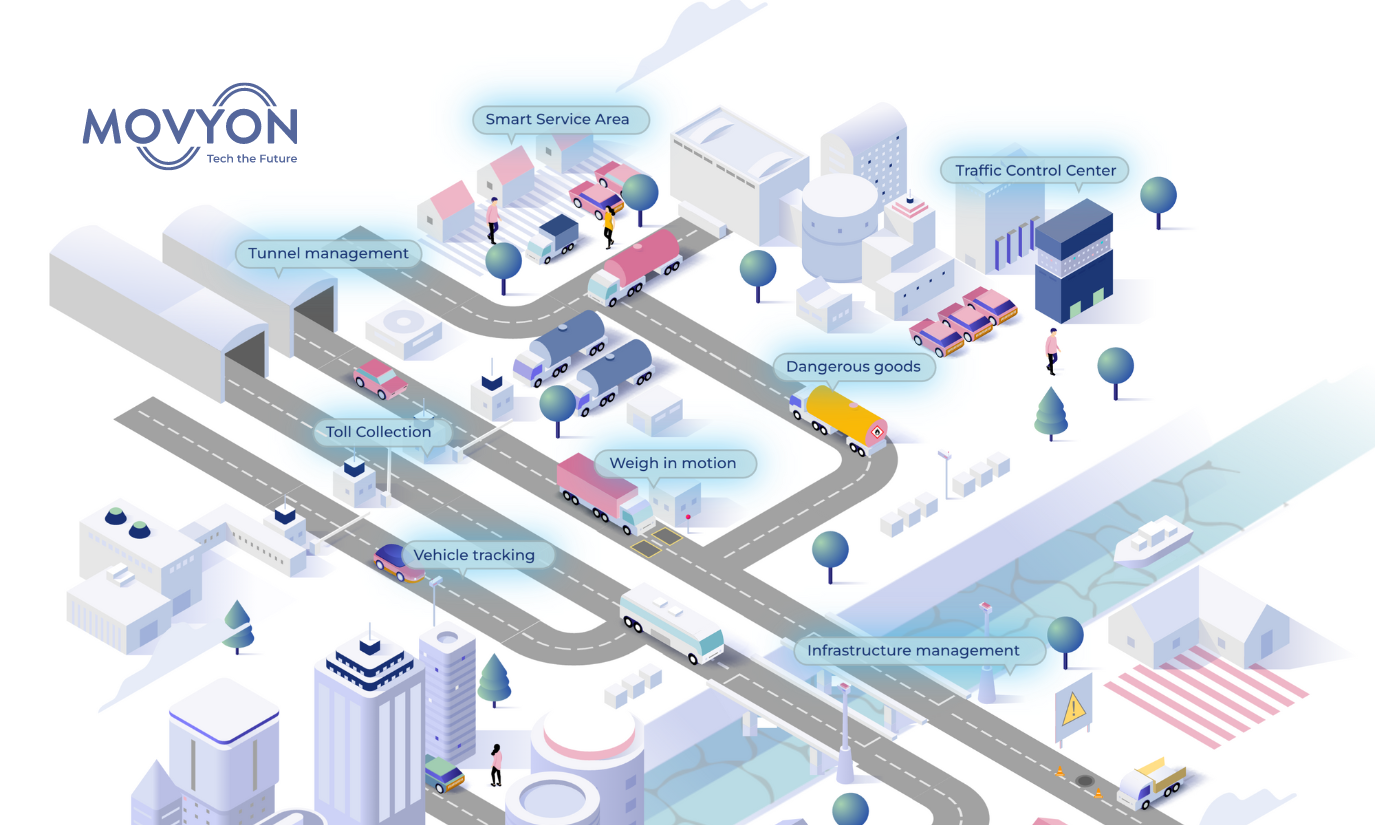 MOVYON
Tech the Future
Smart Service Area
Traffic Control Center
Tunnel management
Dangerous goods
Toll Collection
Weigh in motion
Vehicle tracking
Infrastructure management